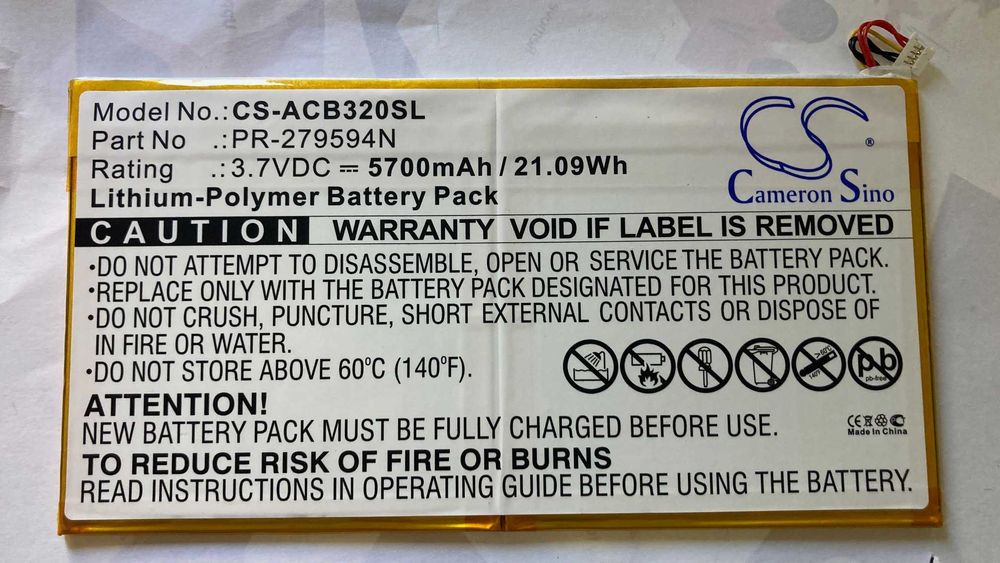 Model No.: CS-ACB320SL
Part No .: PR-279594N
Rating .: 3.7VDC ⎓ 5700mAh / 21.09Wh
Lithium-Polymer Battery Pack
CS ®
Cameron Sino
CAUTION WARRANTY VOID IF LABEL IS REMOVED
•DO NOT ATTEMPT TO DISASSEMBLE, OPEN OR SERVICE THE BATTERY PACK.
•REPLACE ONLY WITH THE BATTERY PACK DESIGNATED FOR THIS PRODUCT.
•DO NOT CRUSH, PUNCTURE, SHORT EXTERNAL CONTACTS OR DISPOSE OF
IN FIRE OR WATER.
•DO NOT STORE ABOVE 60°C (140°F).
>60°C
140°F
Pb
pb-free
ATTENTION!
NEW BATTERY PACK MUST BE FULLY CHARGED BEFORE USE.
CE
Made In China
TO REDUCE RISK OF FIRE OR BURNS
READ INSTRUCTIONS IN OPERATING GUIDE BEFORE USING THE BATTERY.